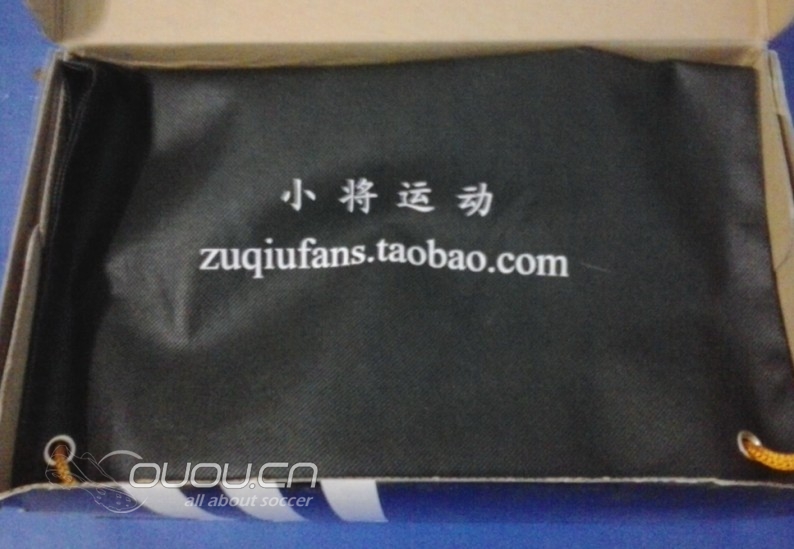 小将运动
zuqiufans.taobao.com
OUOU.CN
all about soccer